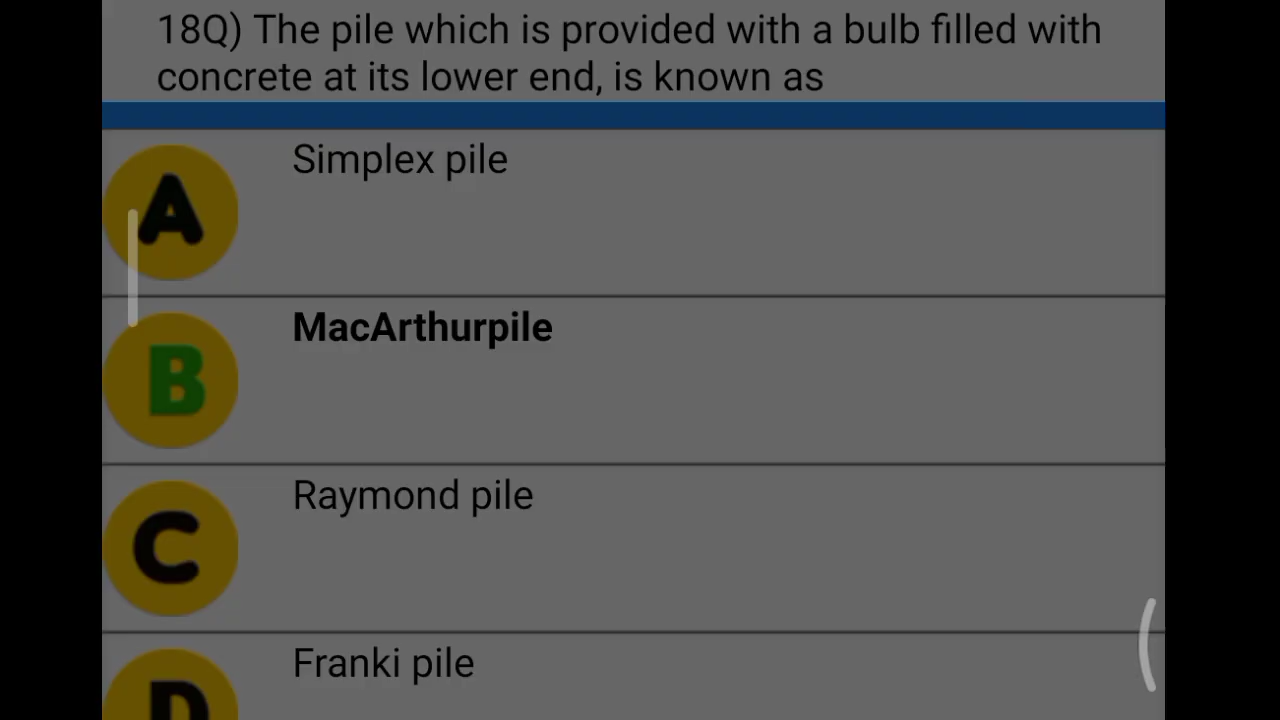 18Q) The pile which is provided with a bulb filled with
concrete at its lower end, is known as
A
Simplex pile
B
MacArthurpile
C
Raymond pile
D
Franki pile